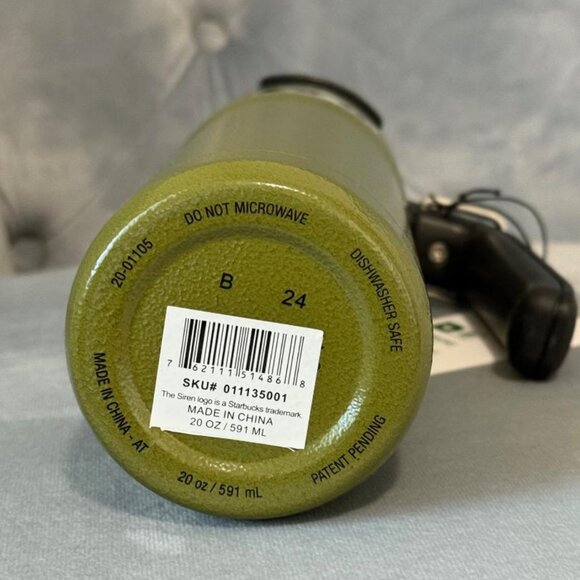 DO NOT MICROWAVE
DISHWASHER SAFE
PATENT PENDING
20 oz / 591 mL
MADE IN CHINA - AT
20-01105
B 24
7 62111 51486 8
SKU# 011135001
The Siren logo is a Starbucks trademark.
MADE IN CHINA
20 OZ / 591 ML